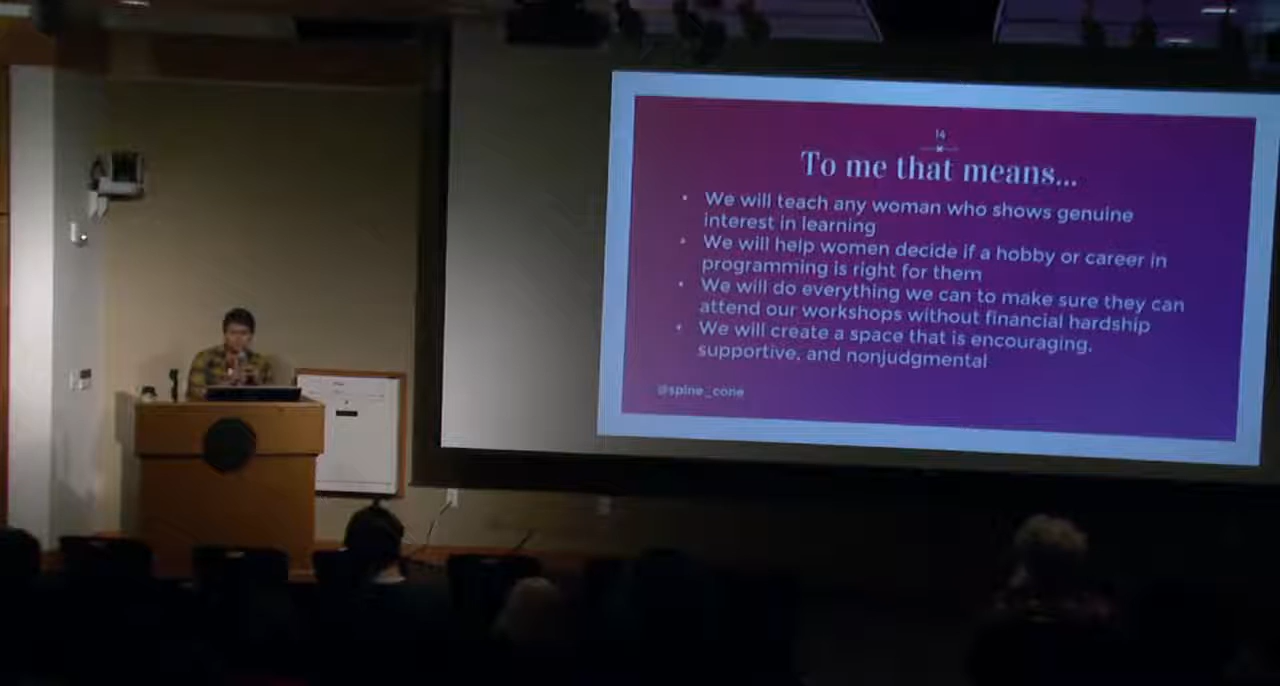 14
To me that means...
• We will teach any woman who shows genuine
interest in learning
• We will help women decide if a hobby or career in
programming is right for them
• We will do everything we can to make sure they can
attend our workshops without financial hardship
• We will create a space that is encouraging,
supportive, and nonjudgmental
@spine_cone